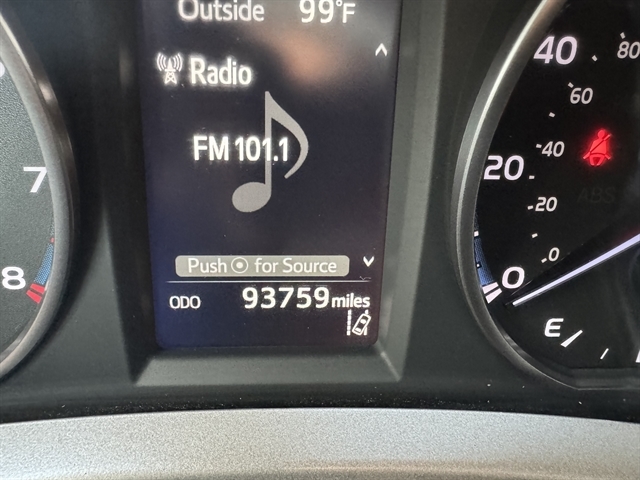 Outside 99°F
Radio
FM 101.1
Push for Source
ODO 93759 miles
7
8
40
80
60
20
40
20
0
0
ABS
E